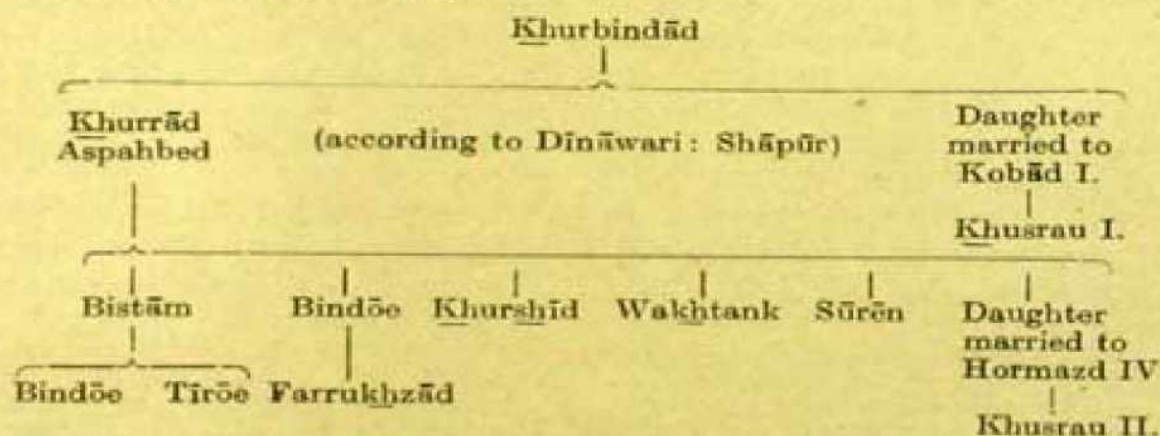 Khurbindād
Khurrād
Aspahbed
(according to Dīnāwari: Shāpūr)
Daughter
married to
Kobād I.
Khusrau I.
Bistām Bindōe Khurshīd Wakhtank Sūrēn Daughter
married to
Hormazd IV
Bindōe Tīrōe Farrukhzād
Khusrau II.